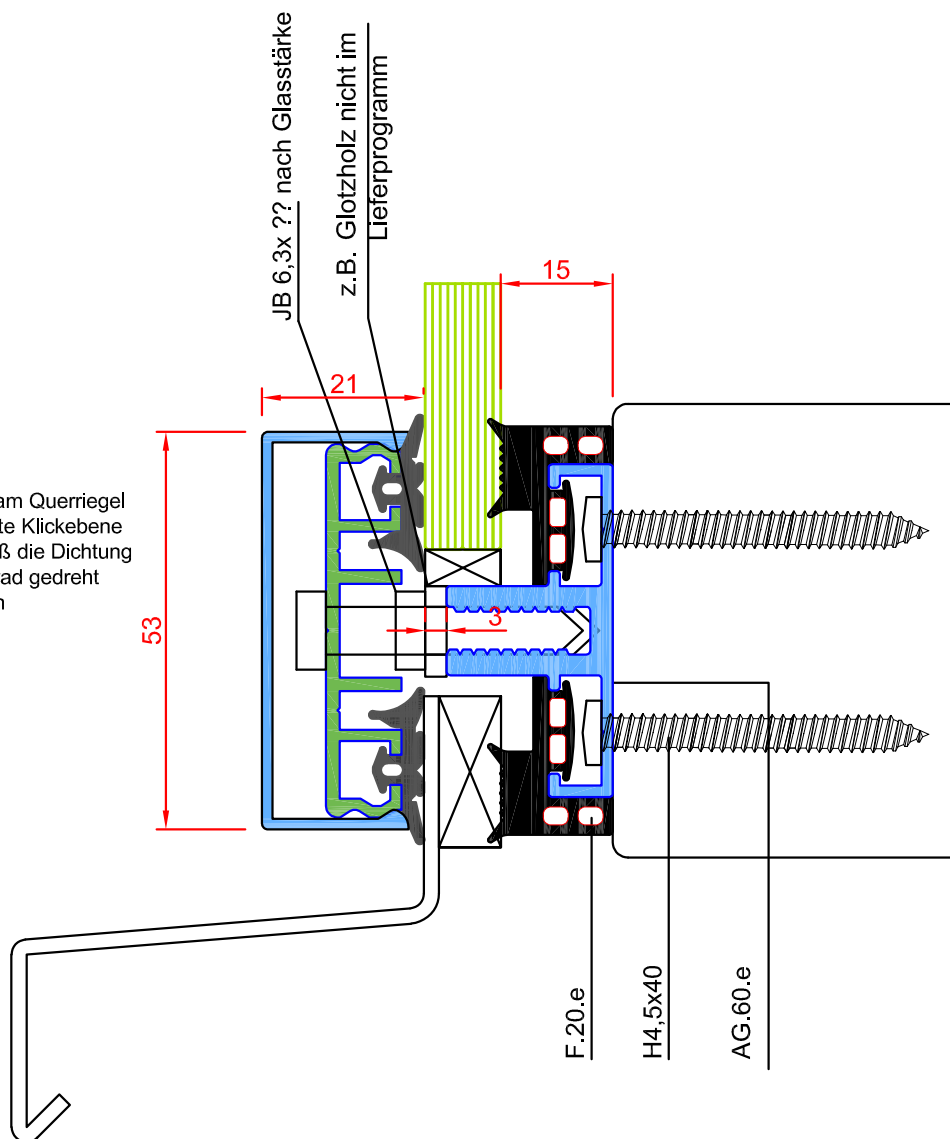 JB 6,3x ?? nach Glasstärke
z.B. Glotzholz nicht im
Lieferprogramm
15
21
am Querriegel
te Klickebene
ß die Dichtung
rad gedreht
n
53
3
F.20.e
H4,5x40
AG.60.e